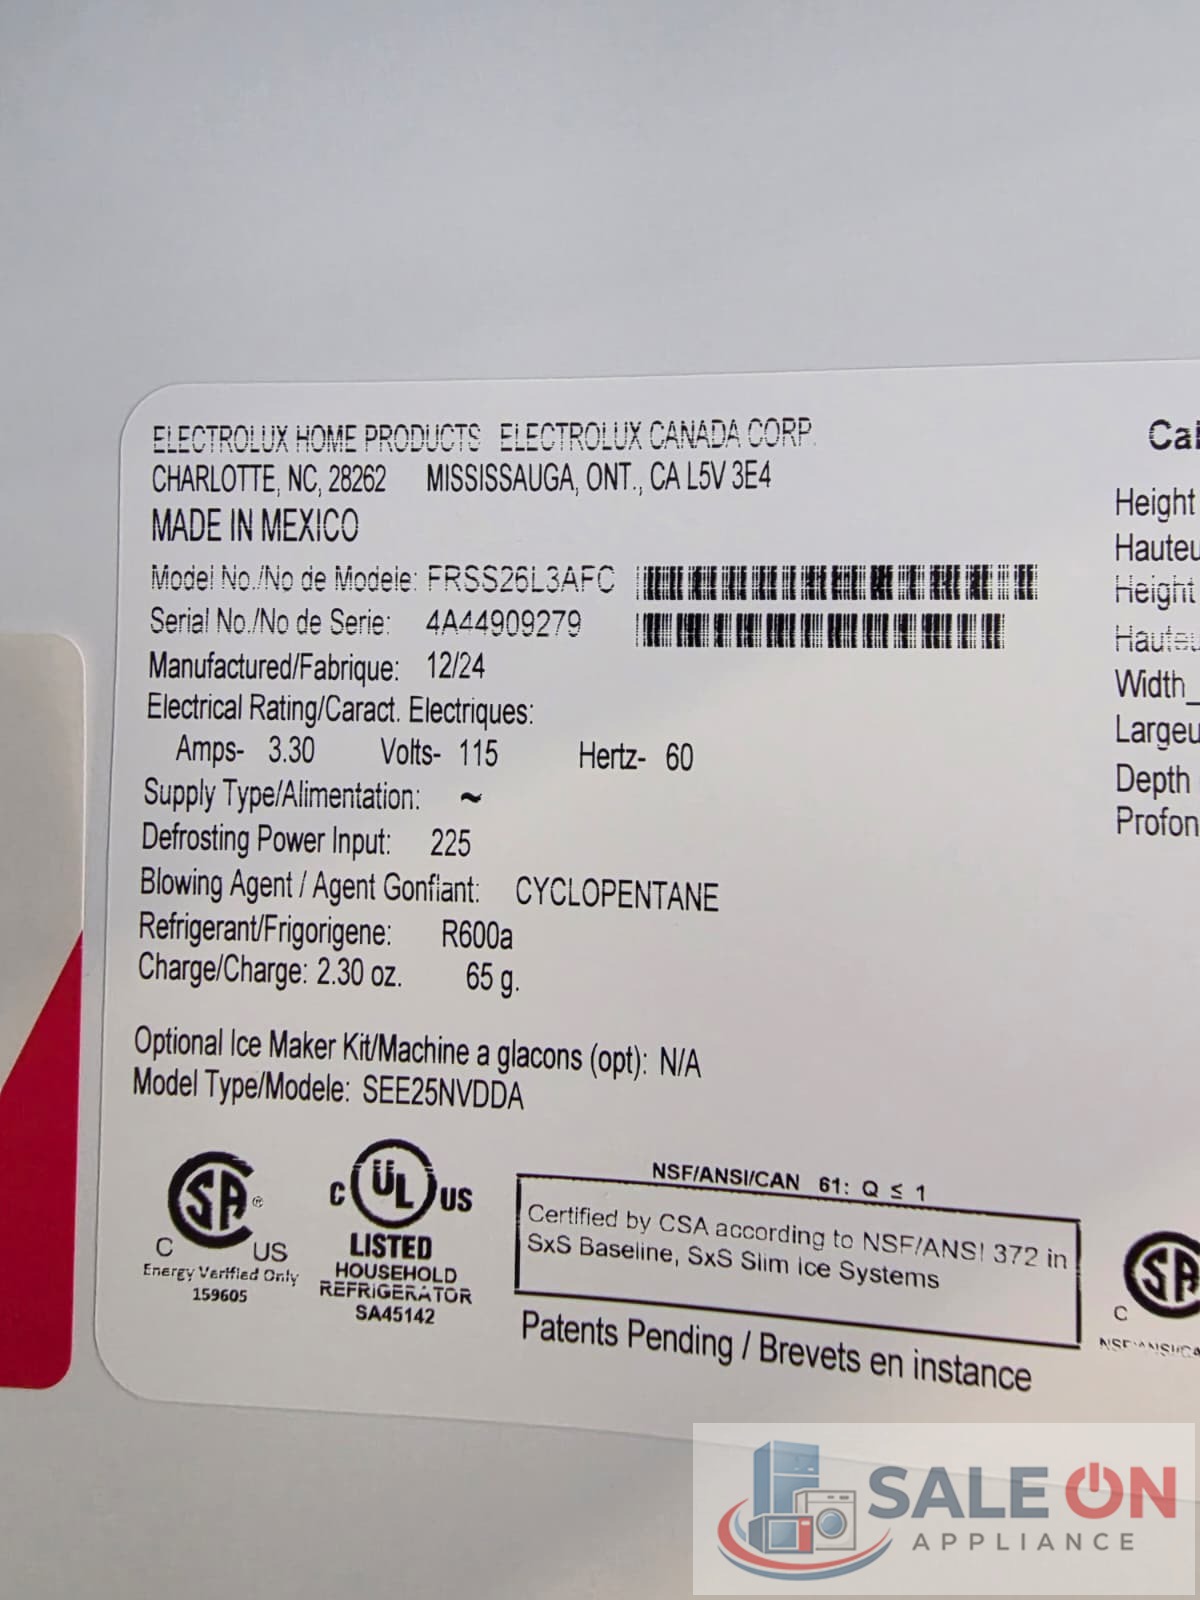 ELECTROLUX HOME PRODUCTS ELECTROLUX CANADA CORP.
CHARLOTTE, NC, 28262 MISSISSAUGA, ONT., CA L5V 3E4
MADE IN MEXICO
Model No./No de Modele: FRSS26L3AFC
Serial No./No de Serie: 4A44909279
Manufactured/Fabrique: 12/24
Electrical Rating/Caract. Electriques:
Amps- 3.30 Volts- 115 Hertz- 60
Supply Type/Alimentation: ~
Defrosting Power Input: 225
Blowing Agent / Agent Gonflant: CYCLOPENTANE
Refrigerant/Frigorigene: R600a
Charge/Charge: 2.30 oz. 65 g.
Optional Ice Maker Kit/Machine a glacons (opt): N/A
Model Type/Modele: SEE25NVDDA
SA®
C US
Energy Verified Only
159605
C UL US
LISTED
HOUSEHOLD
REFRIGERATOR
SA45142
NSF/ANSI/CAN 61: Q ≤ 1
Certified by CSA according to NSF/ANSI 372 in
SxS Baseline, SxS Slim Ice Systems
Patents Pending / Brevets en instance
Height
Height
Width_
Depth
SA
C
SALE ON
APPLIANCE